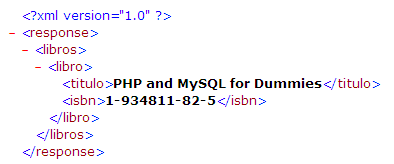 <?xml version="1.0" ?>
- <response>
- <libros>
- <libro>
<titulo>PHP and MySQL for Dummies</titulo>
<isbn>1-934811-82-5</isbn>
</libro>
</libros>
</response>